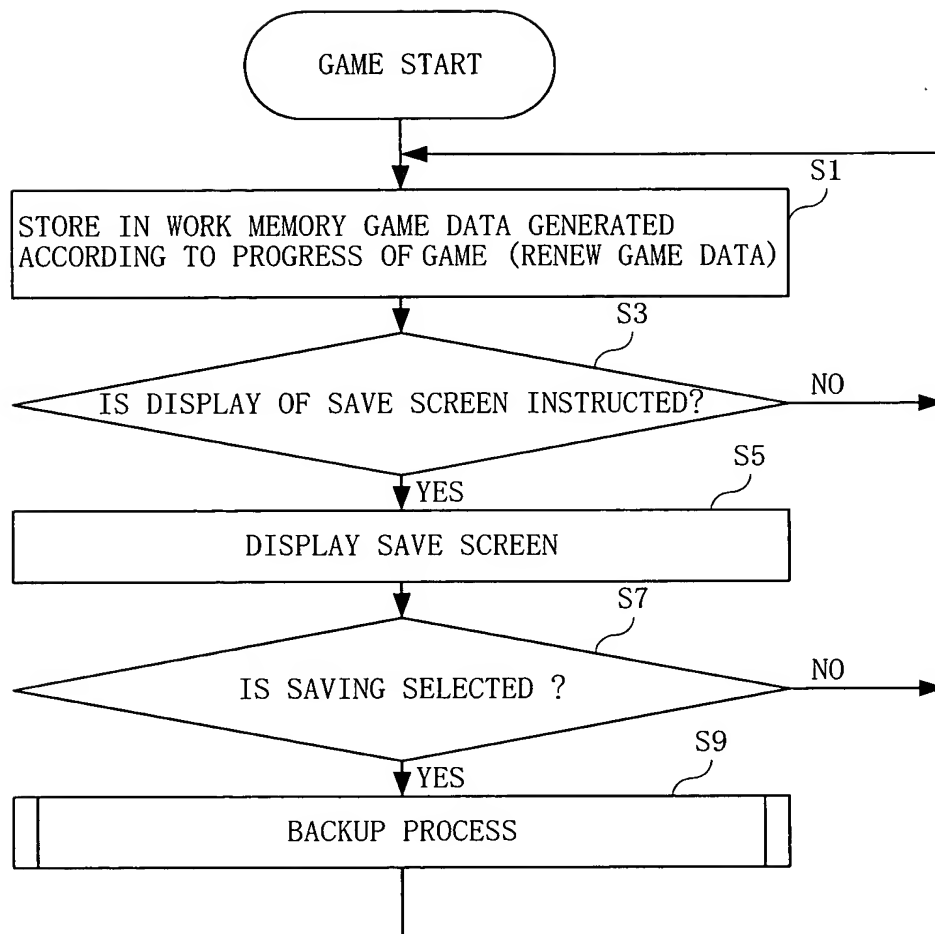 GAME START
S1
STORE IN WORK MEMORY GAME DATA GENERATED
ACCORDING TO PROGRESS OF GAME (RENEW GAME DATA)
S3
IS DISPLAY OF SAVE SCREEN INSTRUCTED?
NO
YES
S5
DISPLAY SAVE SCREEN
S7
IS SAVING SELECTED ?
NO
YES
S9
BACKUP PROCESS